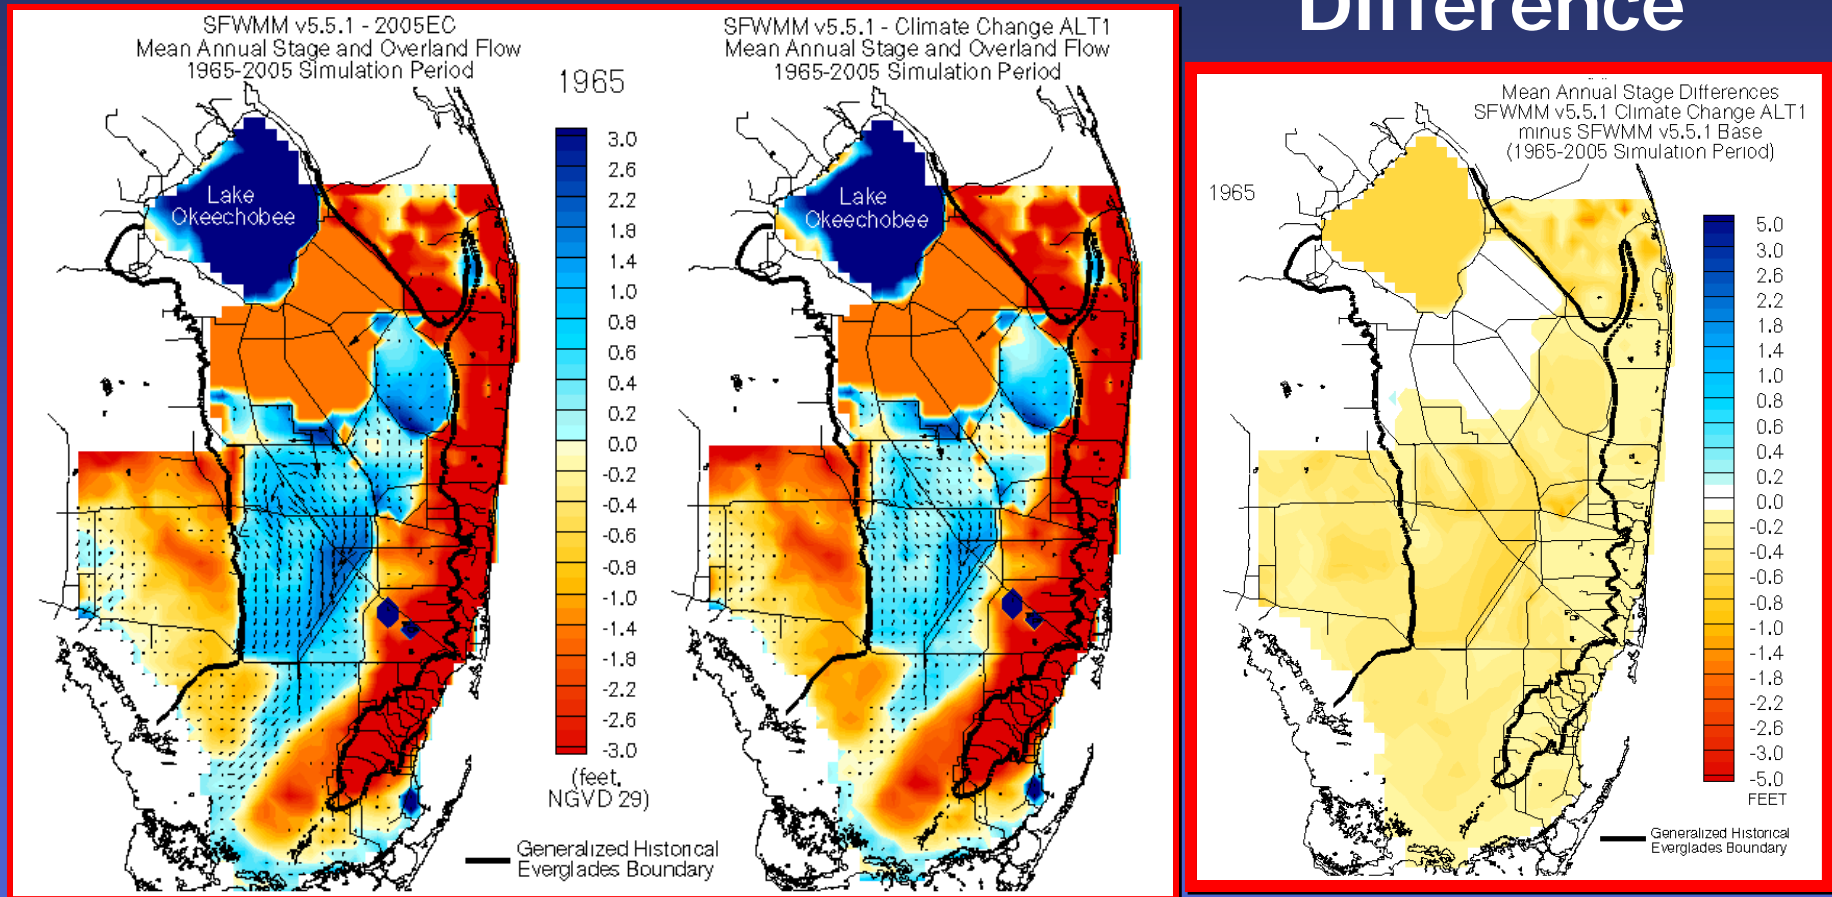 Difference
SFWMM v5.5.1 - 2005EC
Mean Annual Stage and Overland Flow
1965-2005 Simulation Period
1965
Lake
Okeechobee
3.0
2.6
2.2
1.8
1.4
1.0
0.8
0.6
0.4
0.2
0.0
-0.2
-0.4
-0.6
-0.8
-1.0
-1.4
-1.8
-2.2
-2.6
-3.0
(feet,
NGVD 29)
Generalized Historical
Everglades Boundary
SFWMM v5.5.1 - Climate Change ALT1
Mean Annual Stage and Overland Flow
1965-2005 Simulation Period
Lake
Okeechobee
Mean Annual Stage Differences
SFWMM v5.5.1 Climate Change ALT1
minus SFWMM v5.5.1 Base
(1965-2005 Simulation Period)
1965
5.0
3.0
2.6
2.2
1.8
1.4
1.0
0.8
0.6
0.4
0.2
0.0
-0.2
-0.4
-0.6
-0.8
-1.0
-1.4
-1.8
-2.2
-2.6
-3.0
-5.0
FEET
Generalized Historical
Everglades Boundary